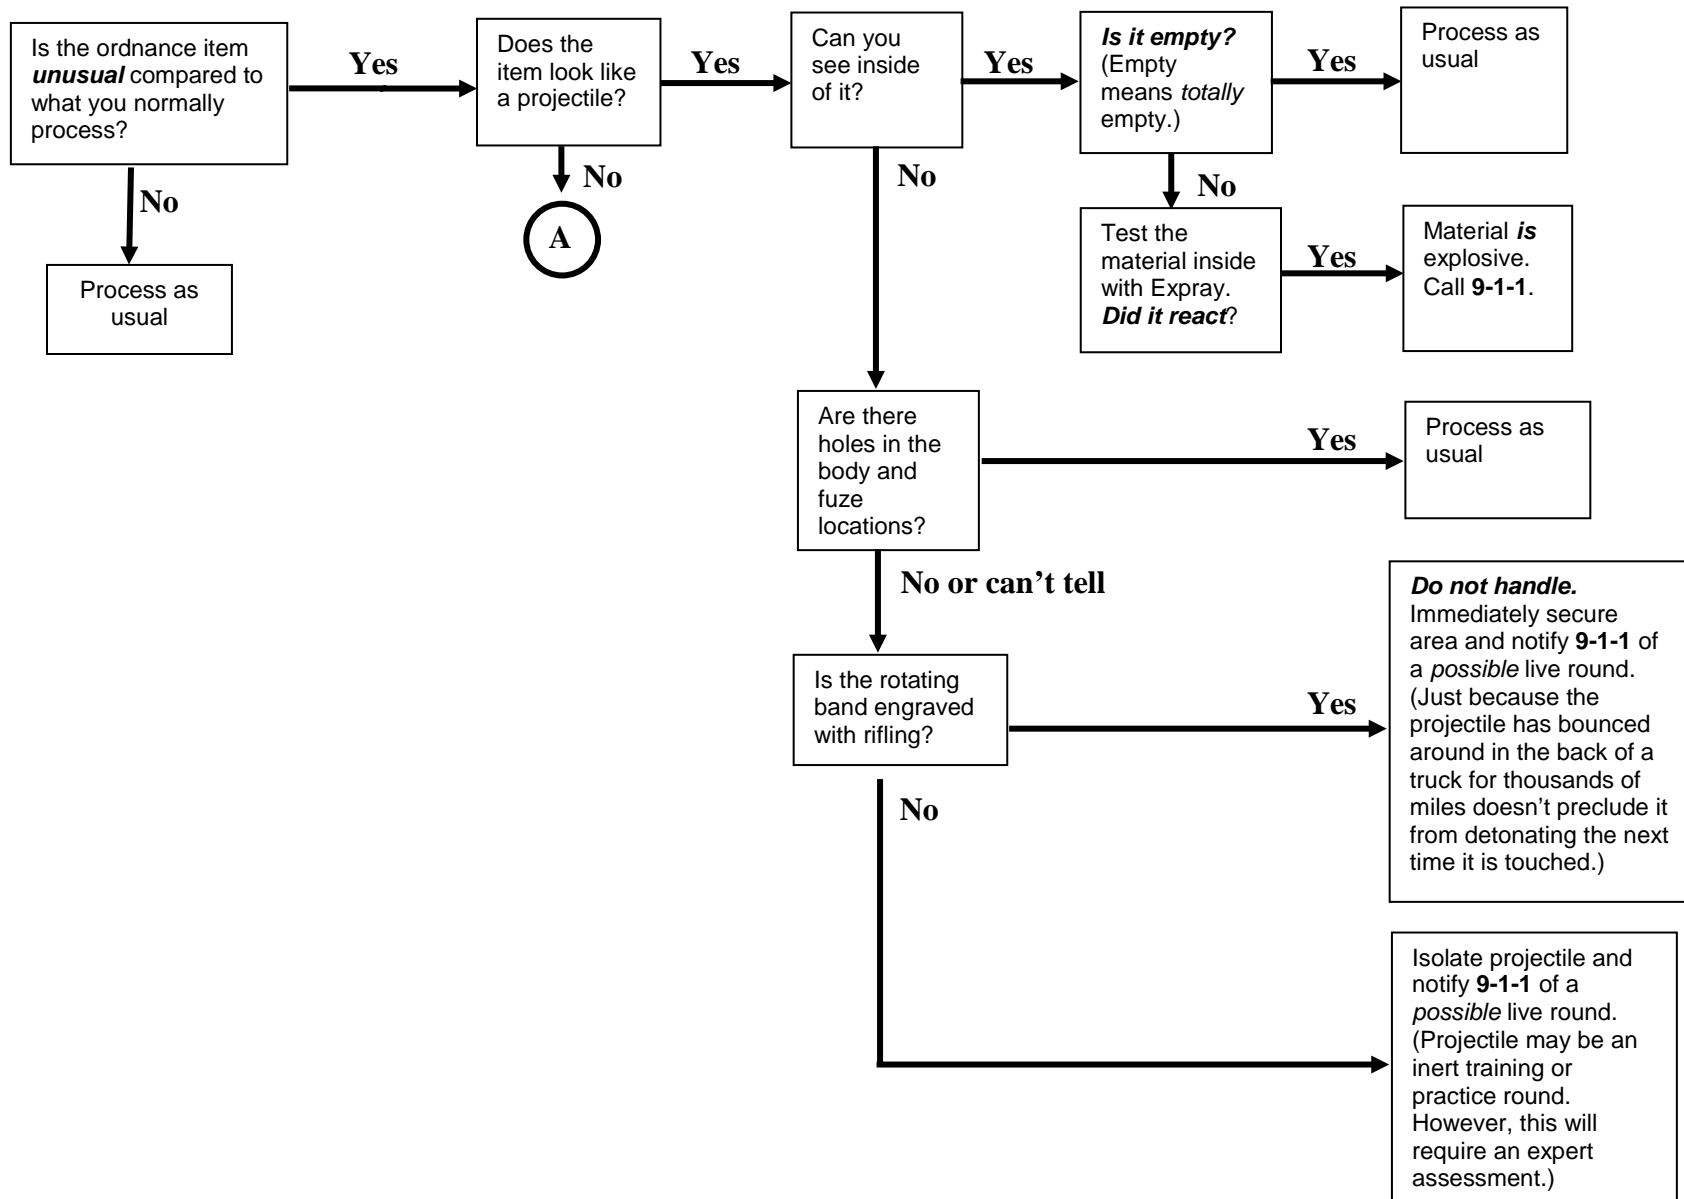 Is the ordnance item
unusual compared to
what you normally
process?
Yes
Does the
item look like
a projectile?
Yes
Can you
see inside
of it?
Yes
Is it empty?
(Empty
means totally
empty.)
Yes
Process as
usual
No
Process as
usual
No
A
No
No
Test the
material inside
with Expray.
Did it react?
Yes
Material is
explosive.
Call 9-1-1.
Are there
holes in the
body and
fuze
locations?
Yes
Process as
usual
No or can’t tell
Is the rotating
band engraved
with rifling?
Yes
Do not handle.
Immediately secure
area and notify 9-1-1 of
a possible live round.
(Just because the
projectile has bounced
around in the back of a
truck for thousands of
miles doesn’t preclude it
from detonating the next
time it is touched.)
No
Isolate projectile and
notify 9-1-1 of a
possible live round.
(Projectile may be an
inert training or
practice round.
However, this will
require an expert
assessment.)